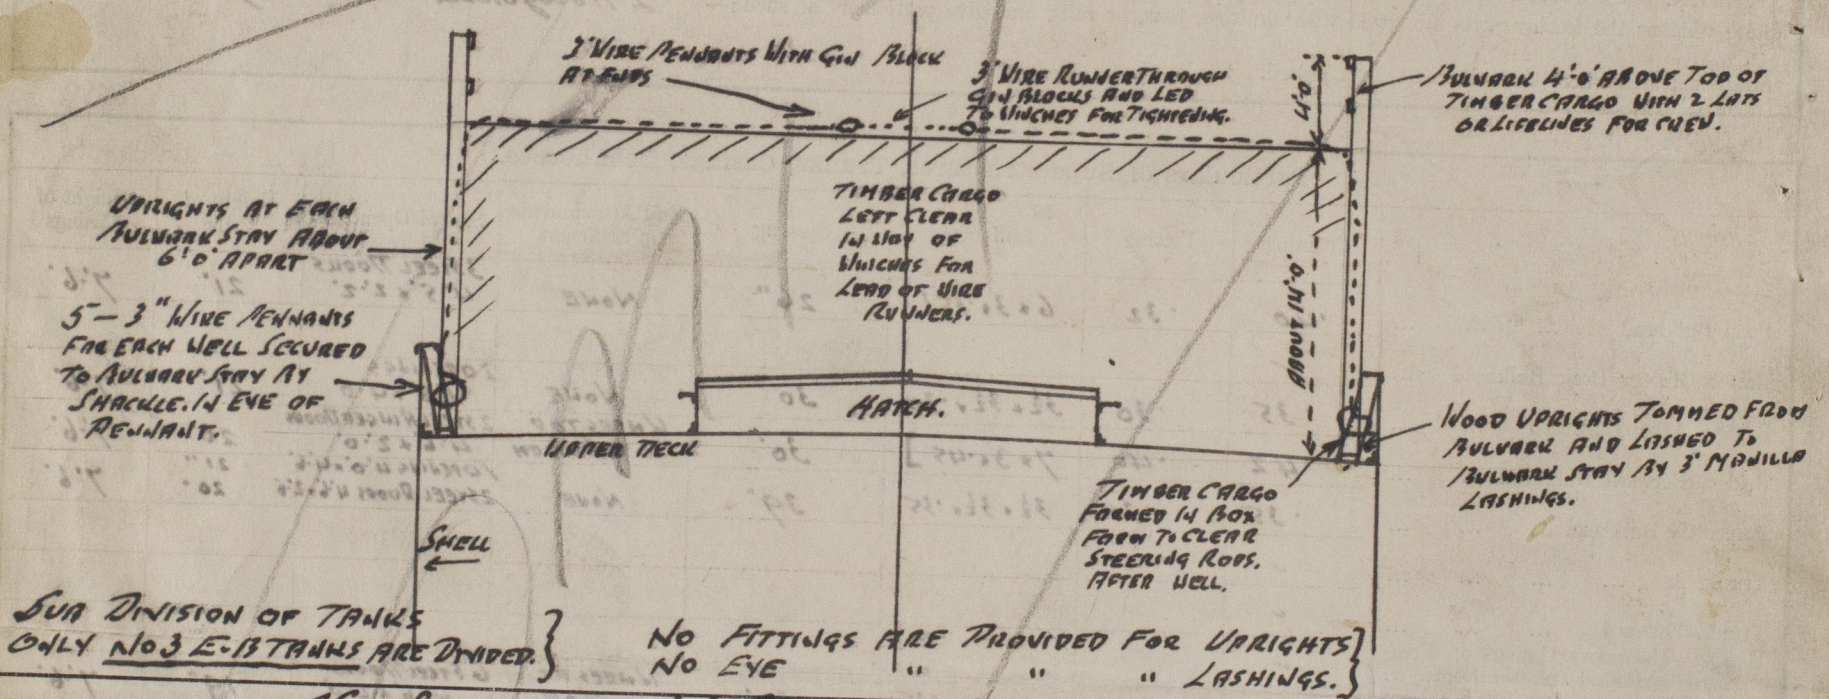 3" WIRE PENNANTS WITH GIN BLOCK
AT ENDS
3" WIRE RUNNER THROUGH
GIN BLOCKS AND LED
TO WINCHES FOR TIGHTENING.
4'.0"
BULWARK 4'-0" ABOVE TOP OF
TIMBER CARGO WITH 2 LATS
OR LIFELINES FOR CREW.
UPRIGHTS AT EACH
BULWARK STAY ABOUT
6'0" APART
5 - 3" WIRE PENNANTS
FOR EACH WELL SECURED
TO BULWARK STAY BY
SHACKLE. IN EYE OF
PENNANT.
TIMBER CARGO
LEFT CLEAR
IN WAY OF
WINCHES FOR
LEAD OF WIRE
RUNNERS.
ABOUT 14'.0"
HATCH.
UPPER DECK
WOOD UPRIGHTS TOMMED FROM
BULWARK AND LASHED TO
BULWARK STAY BY 3" MANILLA
LASHINGS.
TIMBER CARGO
FORMED IN BOX
FORM TO CLEAR
STEERING RODS.
AFTER WELL.
SHELL
SUB DIVISION OF TANKS
ONLY NO3 E-B TANKS ARE DIVIDED.
NO FITTINGS ARE PROVIDED FOR UPRIGHTS
NO EYE " " " LASHINGS.